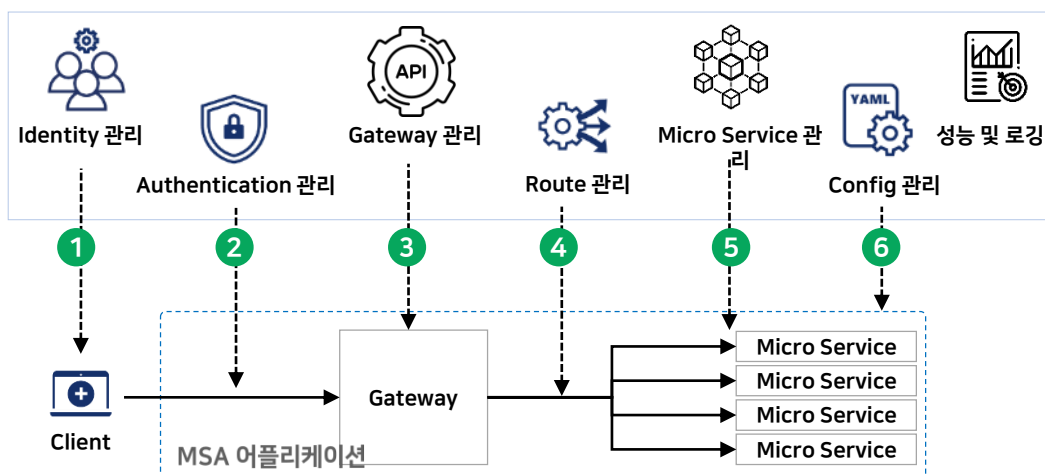 API
YAML
Identity 관리
Gateway 관리
Micro Service 관
리
성능 및 로깅
Authentication 관리
Route 관리
Config 관리
1
2
3
4
5
6
Micro Service
Micro Service
Gateway
Micro Service
Client
Micro Service
MSA 어플리케이션